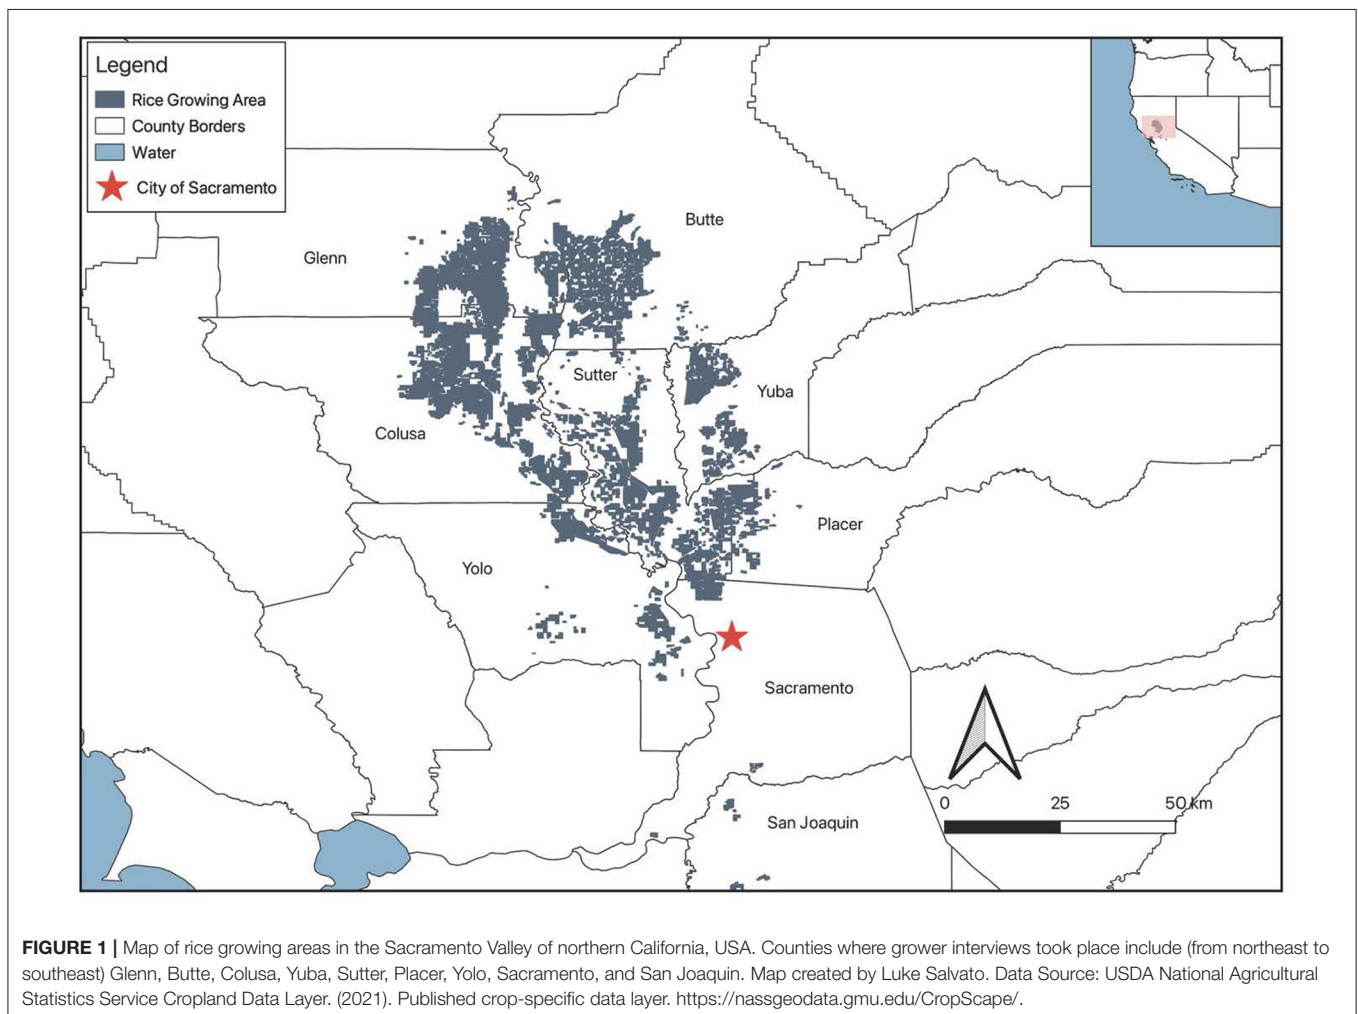 Legend
Rice Growing Area
County Borders
Water
City of Sacramento
Butte
Glenn
Sutter
Yuba
Colusa
Placer
Yolo
Sacramento
San Joaquin
0 25 50 km
FIGURE 1 | Map of rice growing areas in the Sacramento Valley of northern California, USA. Counties where grower interviews took place include (from northeast to
southeast) Glenn, Butte, Colusa, Yuba, Sutter, Placer, Yolo, Sacramento, and San Joaquin. Map created by Luke Salvato. Data Source: USDA National Agricultural
Statistics Service Cropland Data Layer. (2021). Published crop-specific data layer. https://nassgeodata.gmu.edu/CropScape/.